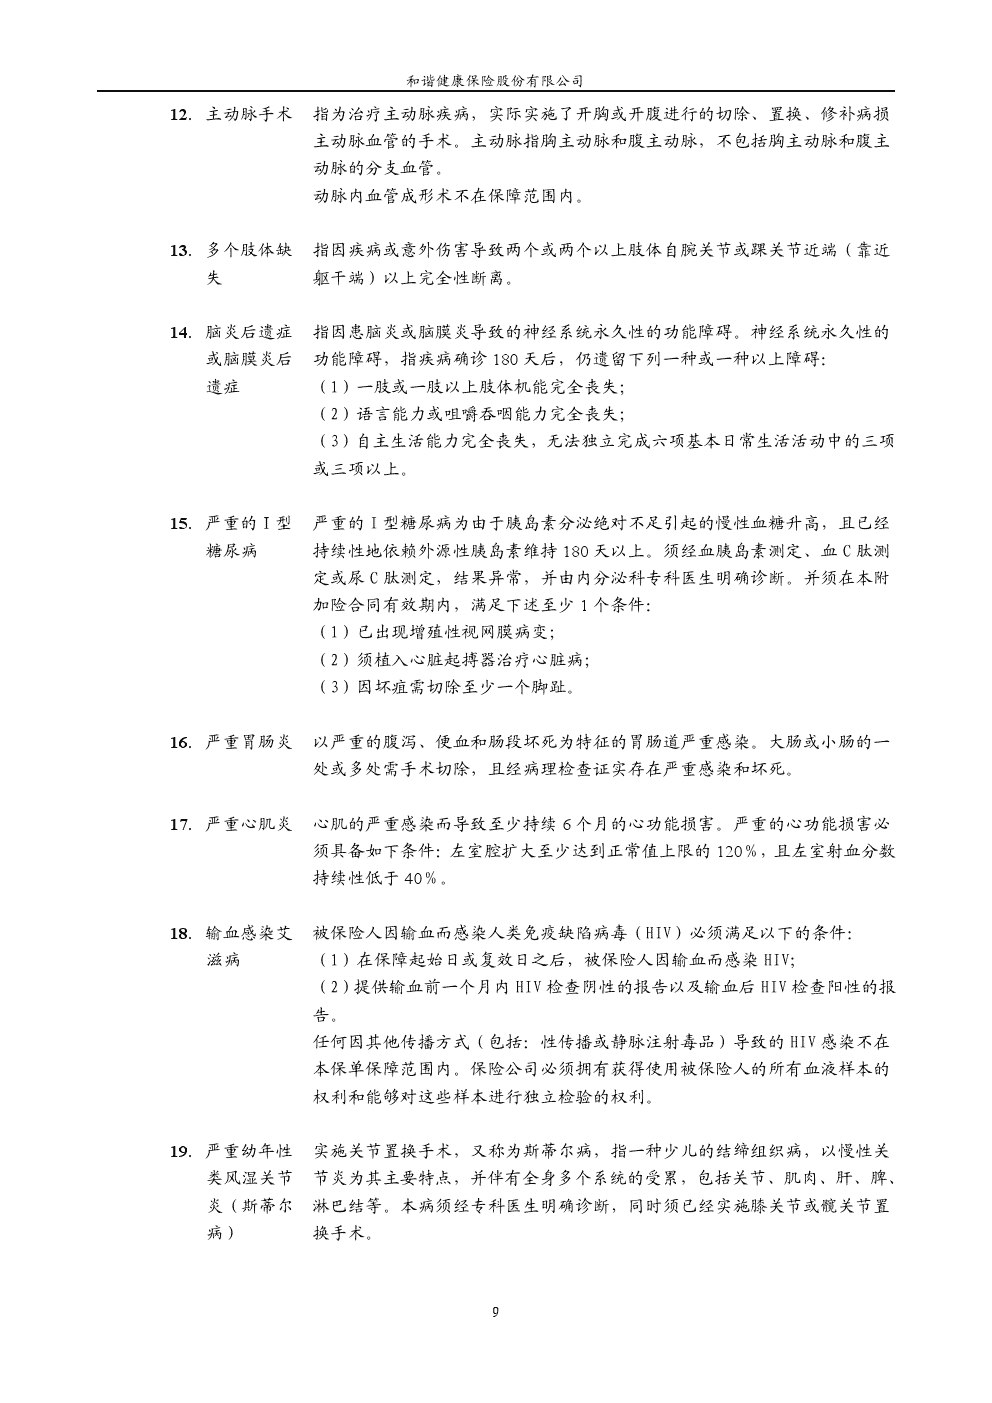 和谐健康保险股份有限公司
12. 主动脉手术 指为治疗主动脉疾病，实际实施了开胸或开腹进行的切除、置换、修补病损
主动脉血管的手术。主动脉指胸主动脉和腹主动脉，不包括胸主动脉和腹主
动脉的分支血管。
动脉内血管成形术不在保障范围内。
13. 多个肢体缺 指因疾病或意外伤害导致两个或两个以上肢体自腕关节或踝关节近端（靠近
失 躯干端）以上完全性断离。
14. 脑炎后遗症 指因患脑炎或脑膜炎导致的神经系统永久性的功能障碍。神经系统永久性的
或脑膜炎后 功能障碍，指疾病确诊 180 天后，仍遗留下列一种或一种以上障碍：
遗症 （1）一肢或一肢以上肢体机能完全丧失；
（2）语言能力或咀嚼吞咽能力完全丧失；
（3）自主生活能力完全丧失，无法独立完成六项基本日常生活活动中的三项
或三项以上。
15. 严重的Ⅰ型 严重的Ⅰ型糖尿病为由于胰岛素分泌绝对不足引起的慢性血糖升高，且已经
糖尿病 持续性地依赖外源性胰岛素维持 180 天以上。须经血胰岛素测定、血 C 肽测
定或尿 C 肽测定，结果异常，并由内分泌科专科医生明确诊断。并须在本附
加险合同有效期内，满足下述至少 1 个条件：
（1）已出现增殖性视网膜病变；
（2）须植入心脏起搏器治疗心脏病；
（3）因坏疽需切除至少一个脚趾。
16. 严重胃肠炎 以严重的腹泻、便血和肠段坏死为特征的胃肠道严重感染。大肠或小肠的一
处或多处需手术切除，且经病理检查证实存在严重感染和坏死。
17. 严重心肌炎 心肌的严重感染而导致至少持续 6 个月的心功能损害。严重的心功能损害必
须具备如下条件：左室腔扩大至少达到正常值上限的 120％，且左室射血分数
持续性低于 40％。
18. 输血感染艾 被保险人因输血而感染人类免疫缺陷病毒（HIV）必须满足以下的条件：
滋病 （1）在保障起始日或复效日之后，被保险人因输血而感染 HIV；
（2）提供输血前一个月内 HIV 检查阴性的报告以及输血后 HIV 检查阳性的报
告。
任何因其他传播方式（包括：性传播或静脉注射毒品）导致的 HIV 感染不在
本保单保障范围内。保险公司必须拥有获得使用被保险人的所有血液样本的
权利和能够对这些样本进行独立检验的权利。
19. 严重幼年性 实施关节置换手术，又称为斯蒂尔病，指一种少儿的结缔组织病，以慢性关
类风湿关节 节炎为其主要特点，并伴有全身多个系统的受累，包括关节、肌肉、肝、脾、
炎（斯蒂尔 淋巴结等。本病须经专科医生明确诊断，同时须已经实施膝关节或髋关节置
病） 换手术。
9